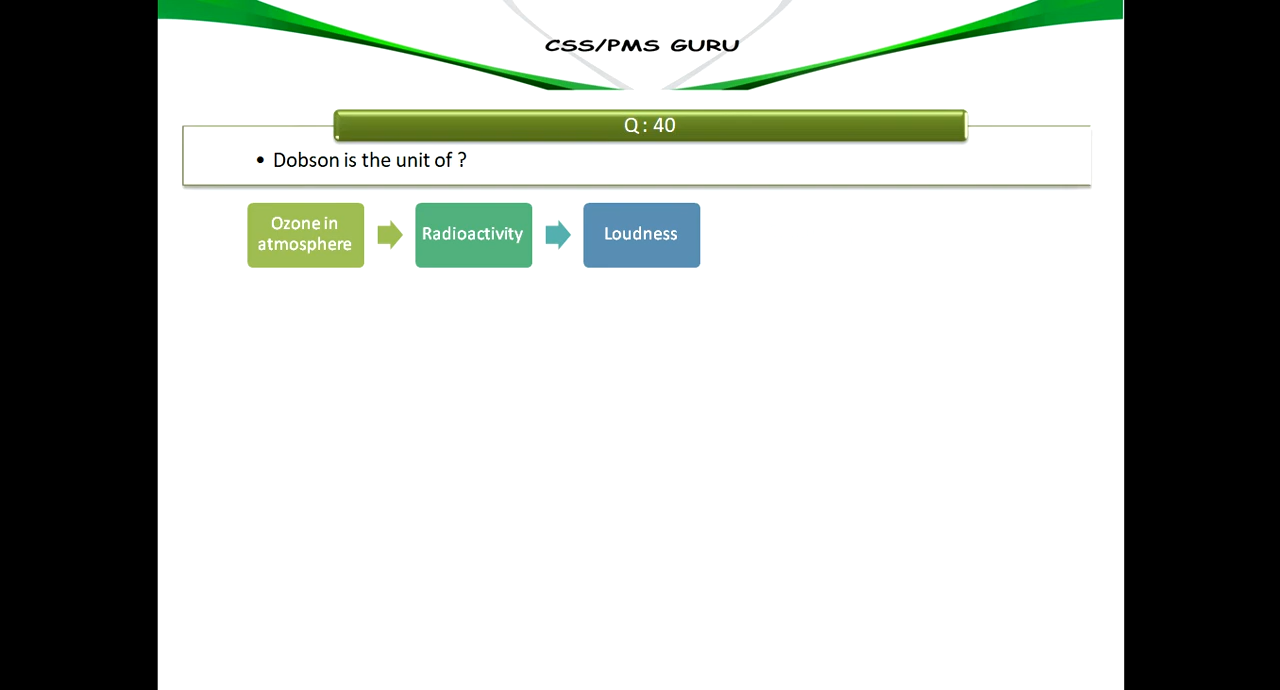 CSS/PMS GURU
Q : 40
• Dobson is the unit of ?
Ozone in
atmosphere
Radioactivity
Loudness